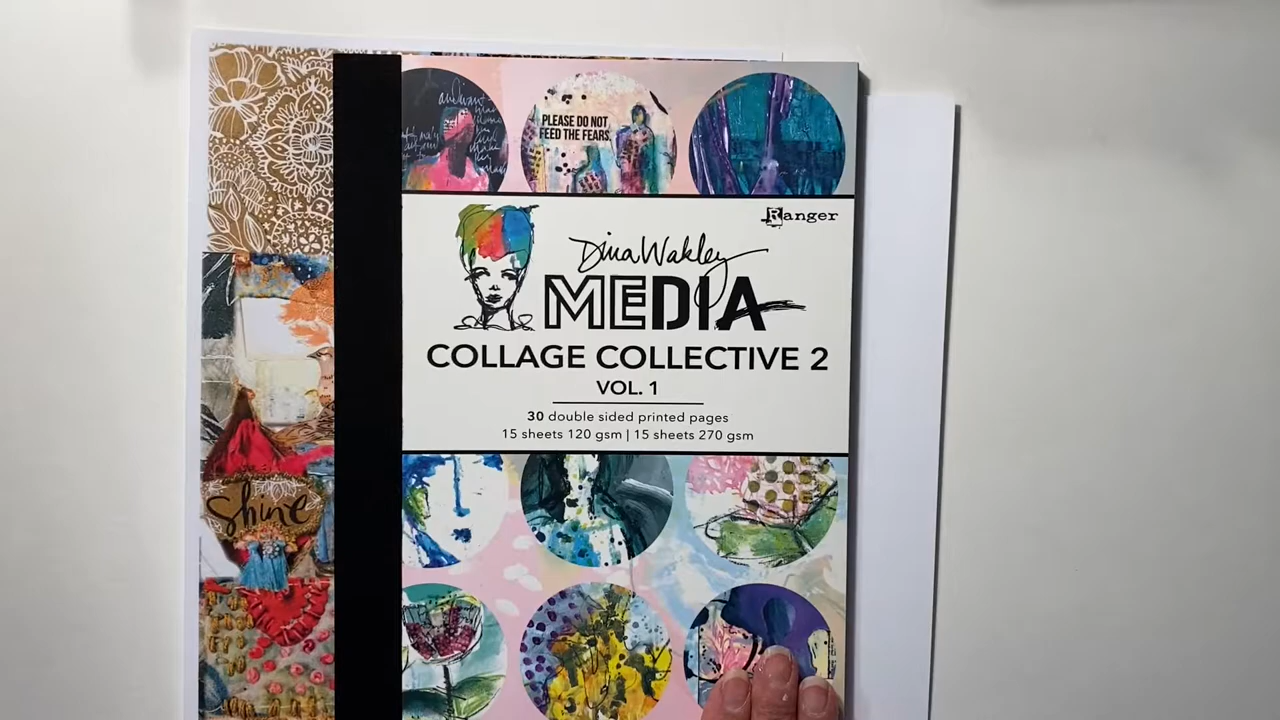 PLEASE DO NOT
FEED THE FEARS.
Ranger
Dina Wakley
MEDIA
COLLAGE COLLECTIVE 2
VOL. 1
30 double sided printed pages
15 sheets 120 gsm | 15 sheets 270 gsm
Shine